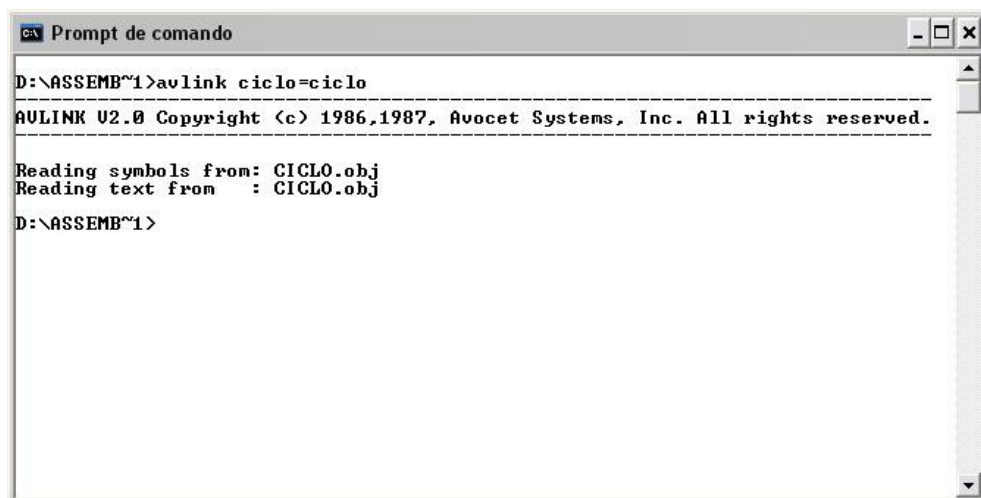 Prompt de comando
D:\ASSEMB~1>avlink ciclo=ciclo
AVLINK V2.0 Copyright (c) 1986,1987, Avocet Systems, Inc. All rights reserved.
Reading symbols from: CICLO.obj
Reading text from   : CICLO.obj
D:\ASSEMB~1>